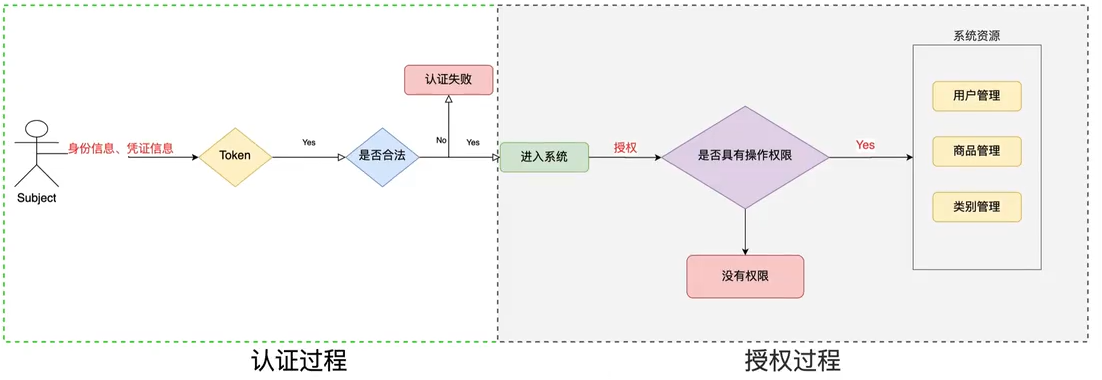 系统资源
认证失败
用户管理
身份信息、凭证信息
Token
Yes
是否合法
No
Yes
进入系统
授权
是否具有操作权限
Yes
商品管理
类别管理
Subject
没有权限
认证过程
授权过程